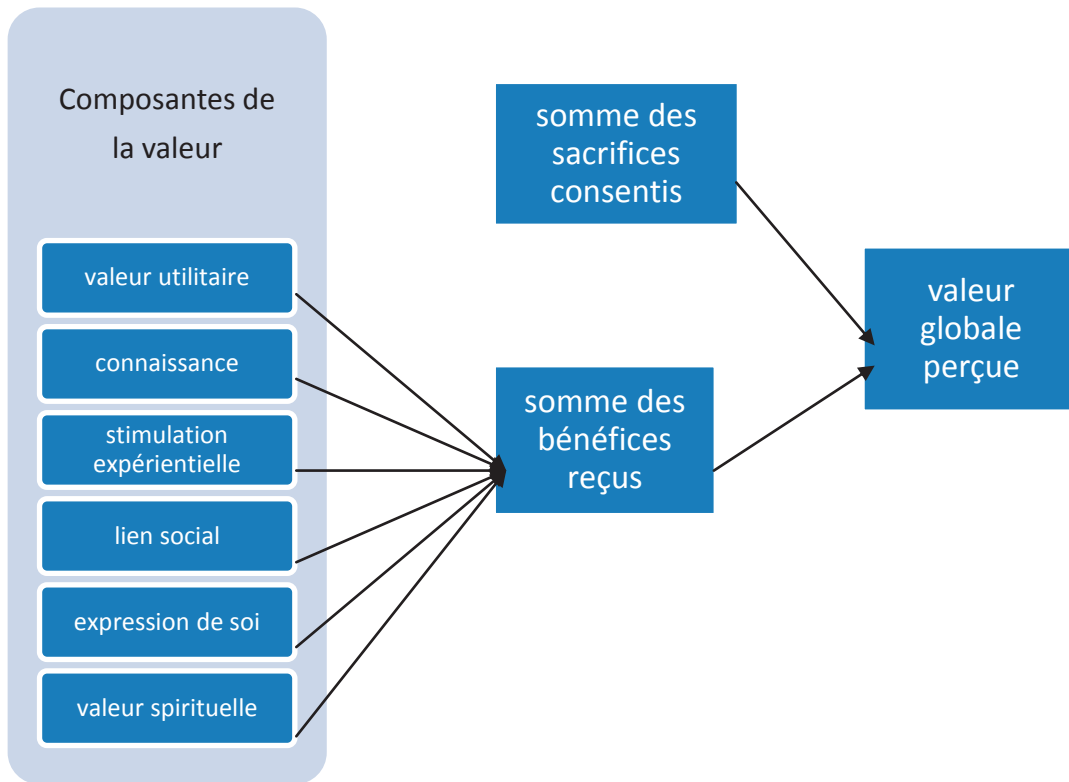 Composantes de
la valeur
valeur utilitaire
connaissance
stimulation
expérientielle
lien social
expression de soi
valeur spirituelle
somme des
sacrifices
consentis
somme des
bénéfices
reçus
valeur
globale
perçue